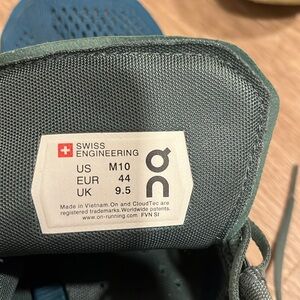 SWISS
ENGINEERING
US M10
EUR 44
UK 9.5
Made in Vietnam. On and CloudTec are
registered trademarks. Worldwide patents.
www.on-running.com FVN SI